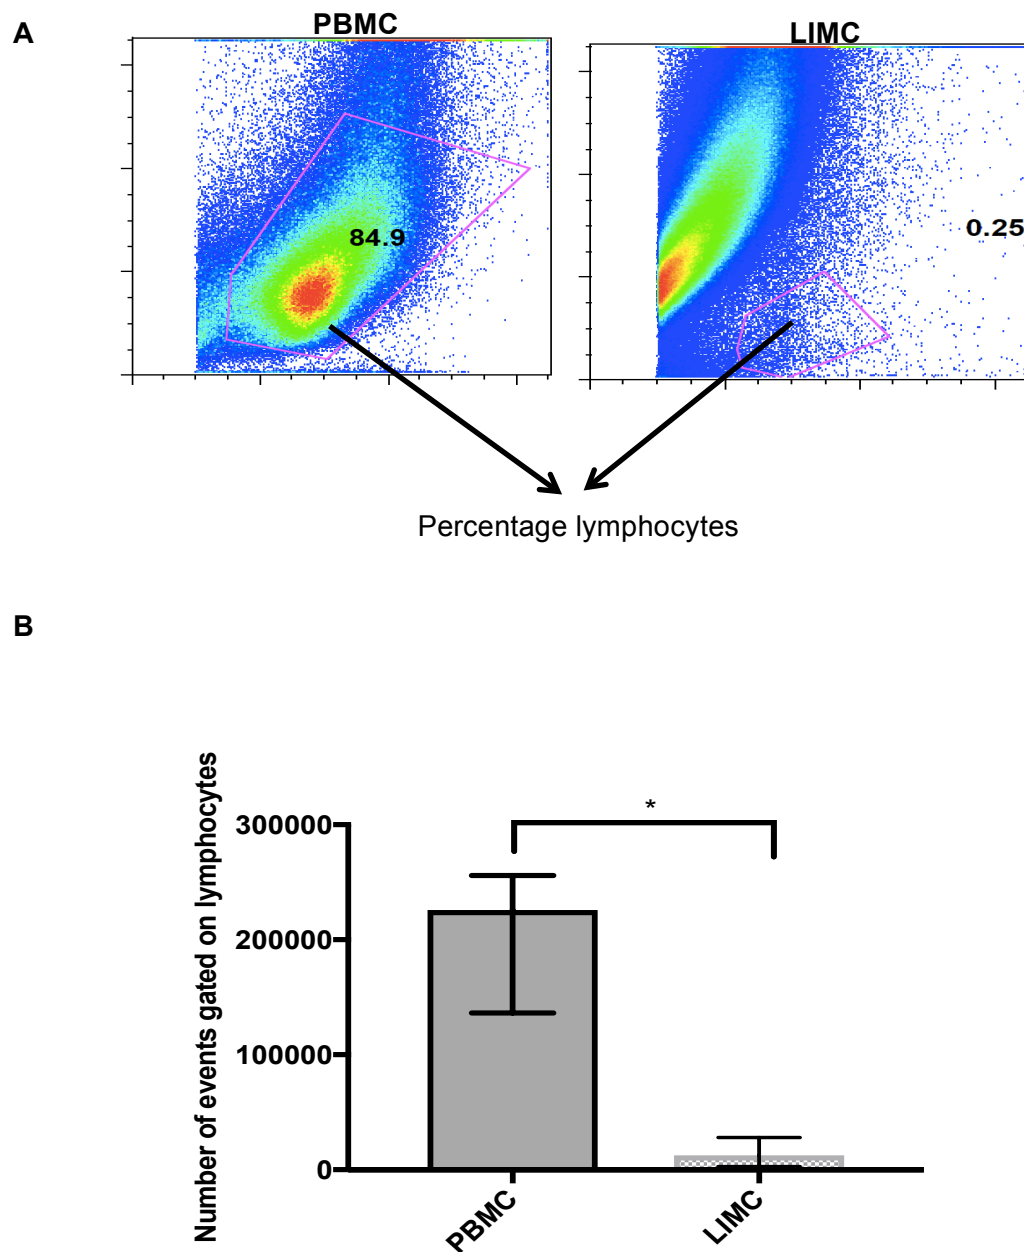 A
PBMC
LIMC
84.9
0.25
Percentage lymphocytes
B
Number of events gated on lymphocytes
*
300000
200000
100000
0
PBMC
LIMC